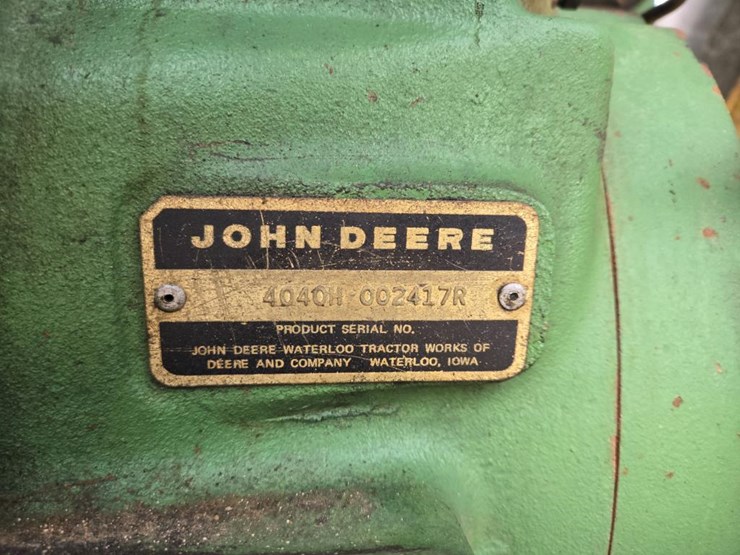 JOHN DEERE
4040H 002417R
PRODUCT SERIAL NO.
JOHN DEERE WATERLOO TRACTOR WORKS OF
DEERE AND COMPANY WATERLOO, IOWA